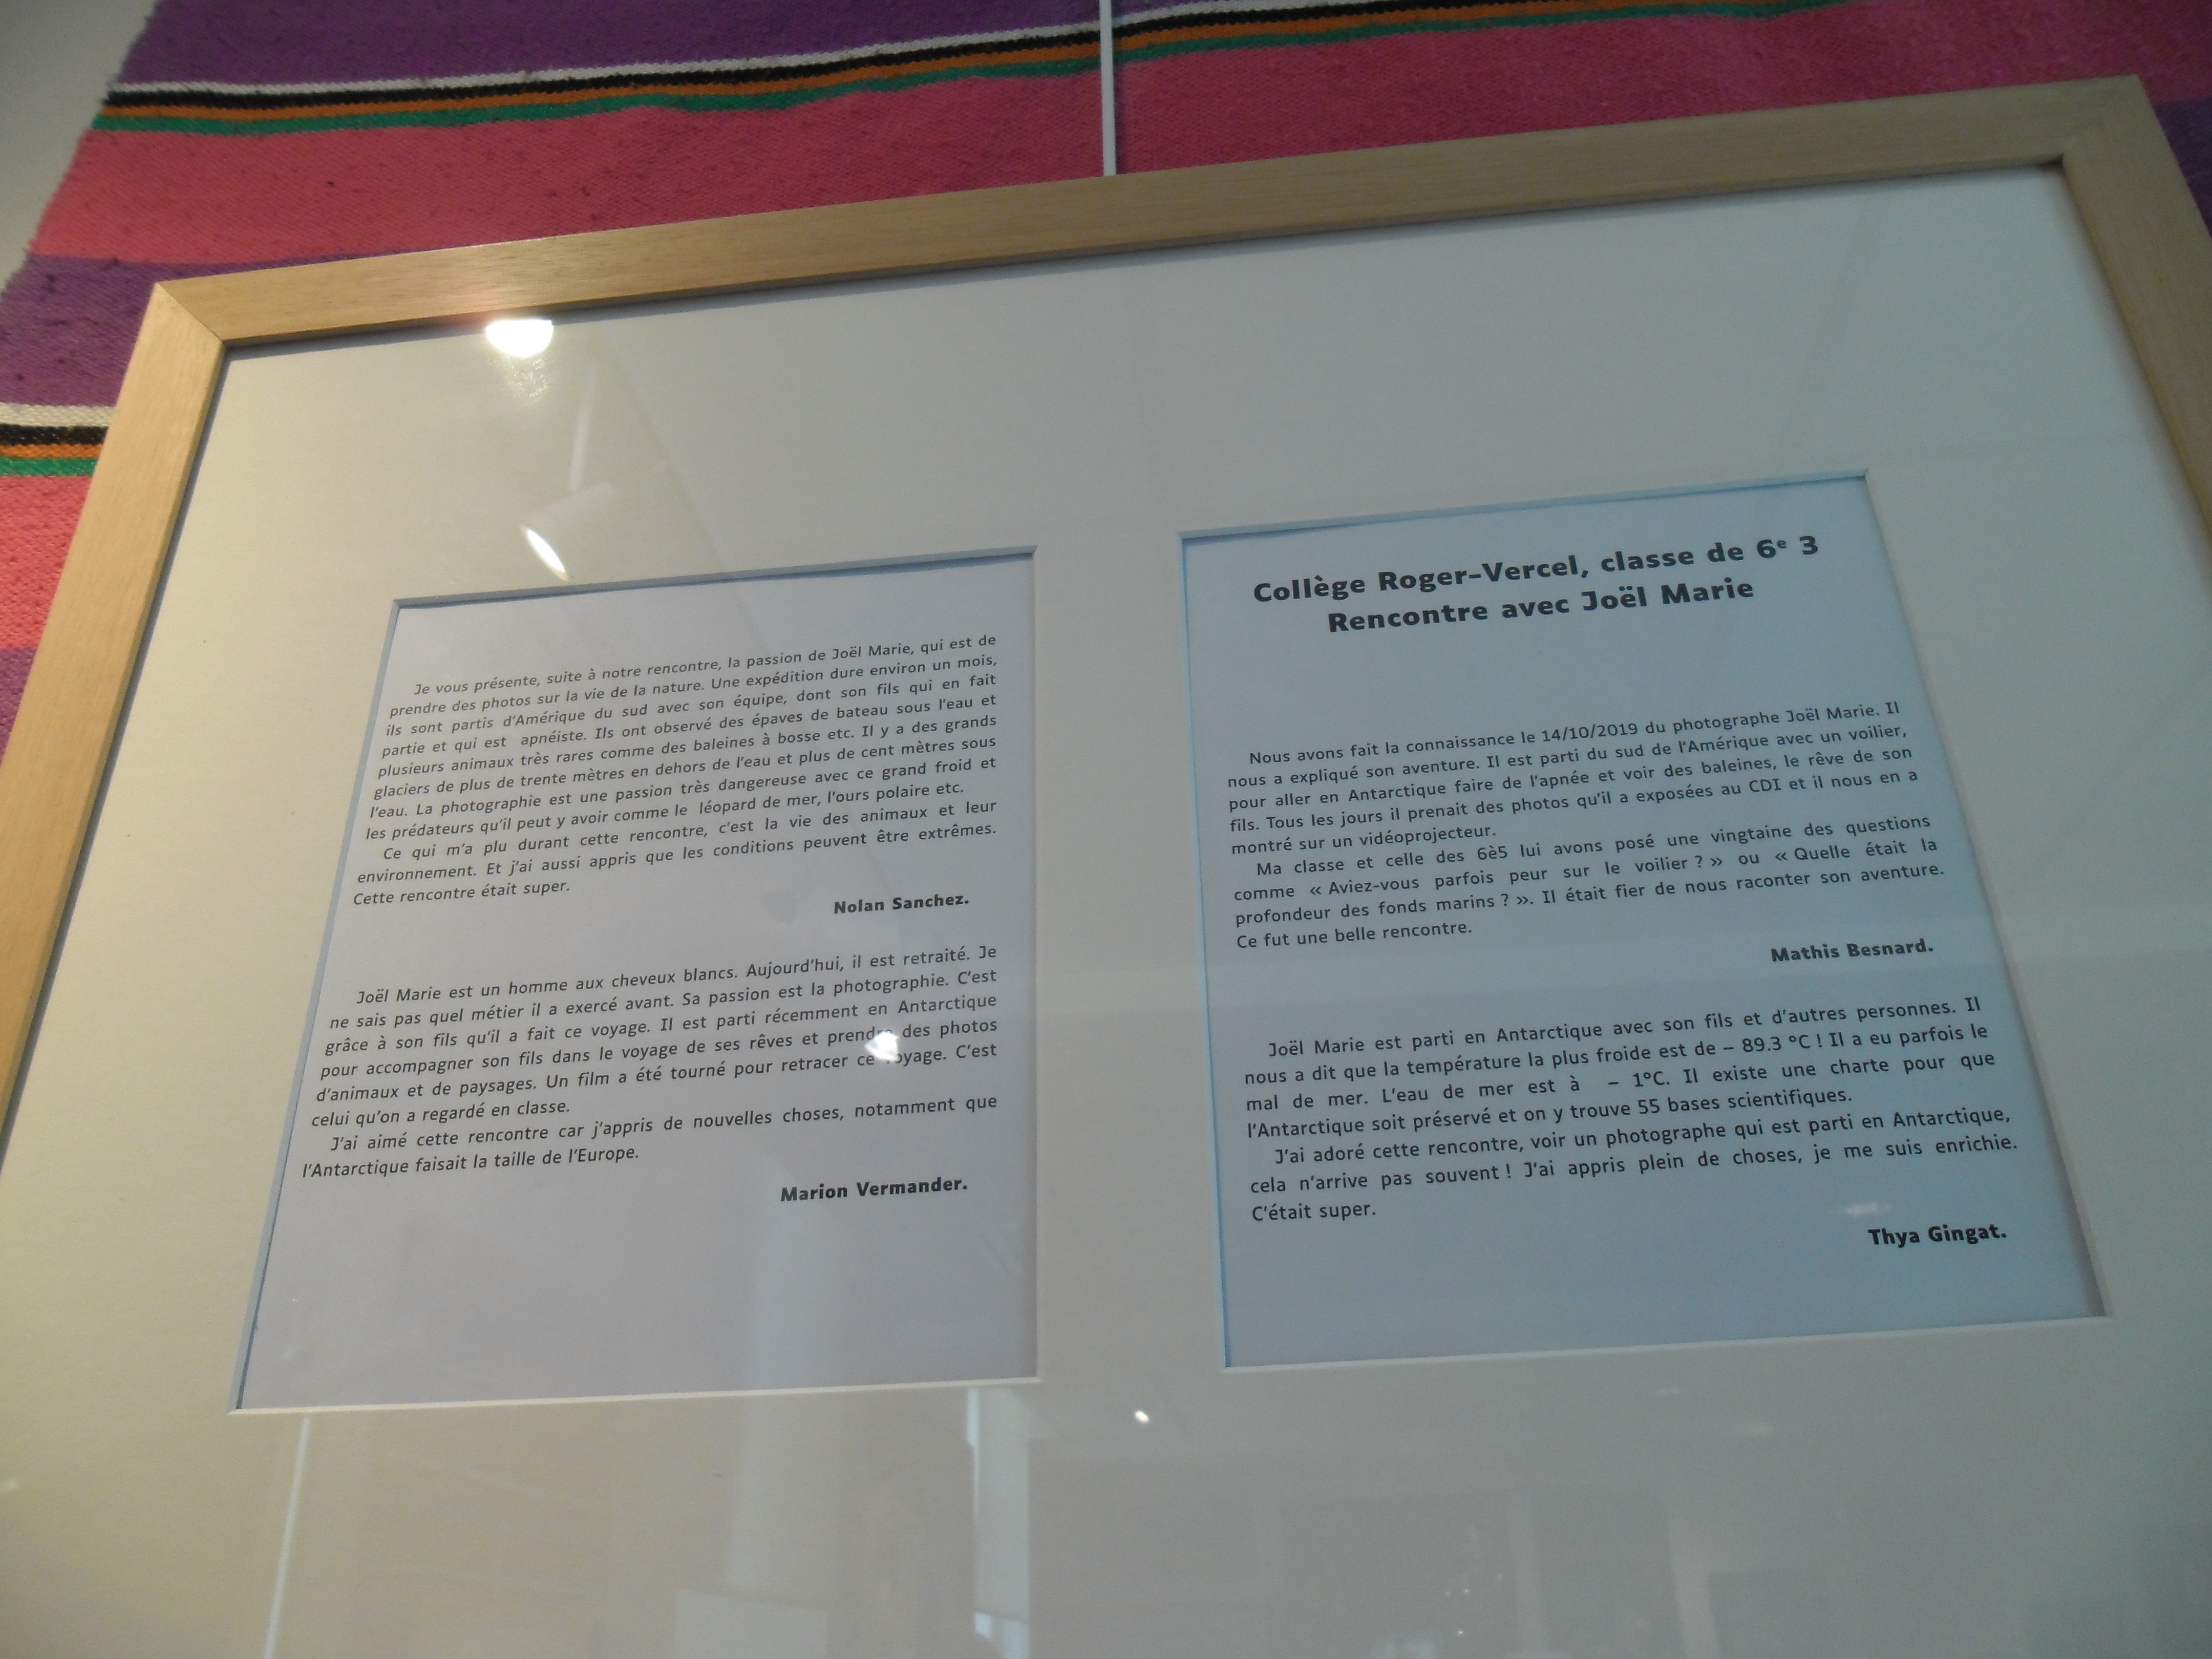 Je vous présente, suite à notre rencontre, la passion de Joël Marie, qui est de
prendre des photos sur la vie de la nature. Une expédition dure environ un mois,
ils sont partis d'Amérique du sud avec son équipe, dont son fils qui en fait
partie et qui est apnéiste. Ils ont observé des épaves de bateau sous l'eau et
plusieurs animaux très rares comme des baleines à bosse etc. Il y a des grands
glaciers de plus de trente mètres en dehors de l'eau et plus de cent mètres sous
l'eau. La photographie est une passion très dangereuse avec ce grand froid et
les prédateurs qu'il peut y avoir comme le léopard de mer, l'ours polaire etc.
Ce qui m'a plu durant cette rencontre, c'est la vie des animaux et leur
environnement. Et j'ai aussi appris que les conditions peuvent être extrêmes.
Cette rencontre était super.
Nolan Sanchez.
Joël Marie est un homme aux cheveux blancs. Aujourd'hui, il est retraité. Je
ne sais pas quel métier il a exercé avant. Sa passion est la photographie. C'est
grâce à son fils qu'il a fait ce voyage. Il est parti récemment en Antarctique
pour accompagner son fils dans le voyage de ses rêves et prendre des photos
d'animaux et de paysages. Un film a été tourné pour retracer ce voyage. C'est
celui qu'on a regardé en classe.
J'ai aimé cette rencontre car j'appris de nouvelles choses, notamment que
l'Antarctique faisait la taille de l'Europe.
Marion Vermander.
Collège Roger-Vercel, classe de 6e 3
Rencontre avec Joël Marie
Nous avons fait la connaissance le 14/10/2019 du photographe Joël Marie. Il
nous a expliqué son aventure. Il est parti du sud de l'Amérique avec un voilier,
pour aller en Antarctique faire de l'apnée et voir des baleines, le rêve de son
fils. Tous les jours il prenait des photos qu'il a exposées au CDI et il nous en a
montré sur un vidéoprojecteur.
Ma classe et celle des 6è5 lui avons posé une vingtaine des questions
comme « Aviez-vous parfois peur sur le voilier ? » ou « Quelle était la
profondeur des fonds marins ? ». Il était fier de nous raconter son aventure.
Ce fut une belle rencontre.
Mathis Besnard.
Joël Marie est parti en Antarctique avec son fils et d'autres personnes. Il
nous a dit que la température la plus froide est de – 89.3 °C ! Il a eu parfois le
mal de mer. L'eau de mer est à – 1°C. Il existe une charte pour que
l'Antarctique soit préservé et on y trouve 55 bases scientifiques.
J'ai adoré cette rencontre, voir un photographe qui est parti en Antarctique,
cela n'arrive pas souvent ! J'ai appris plein de choses, je me suis enrichie.
C'était super.
Thya Gingat.